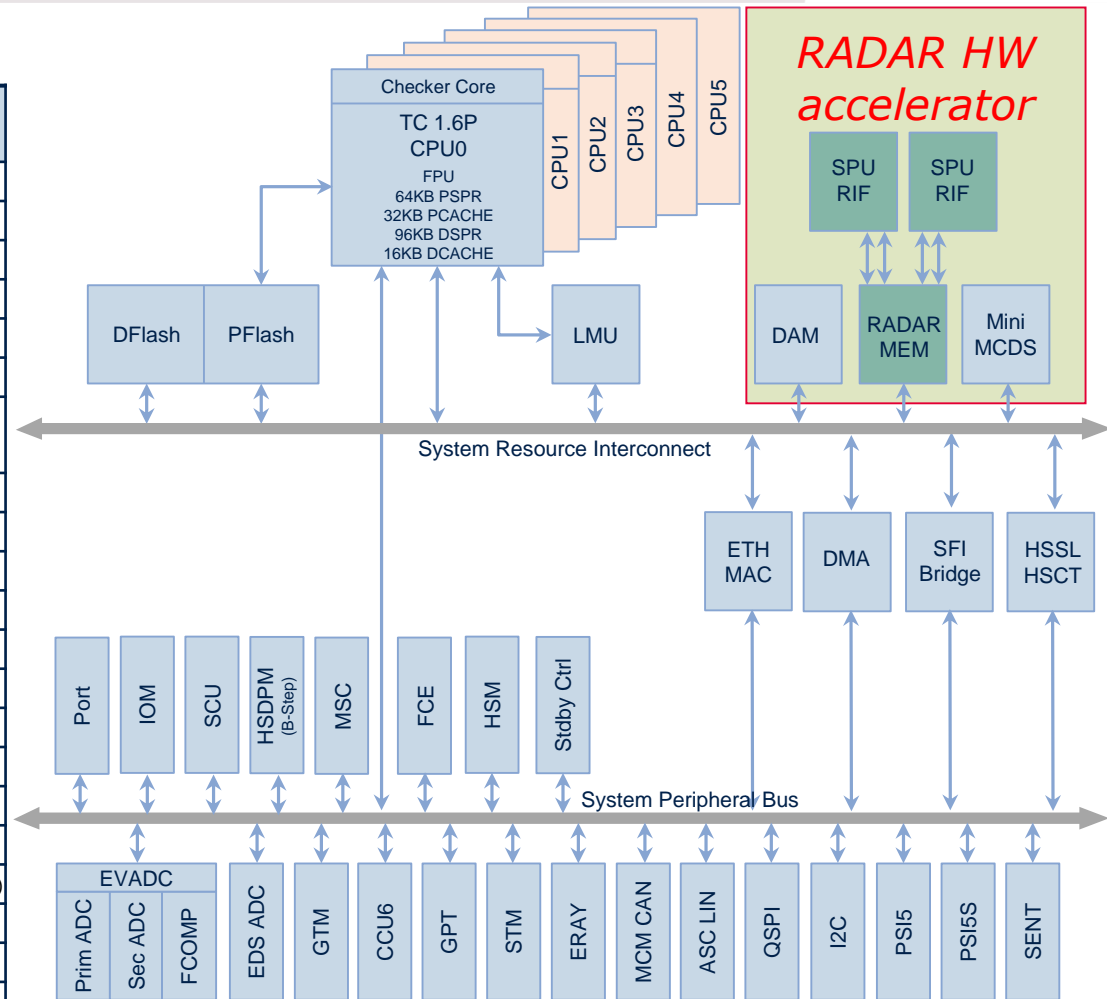 RADAR HW
accelerator
Checker Core
TC 1.6P
CPU0
FPU
64KB PSPR
32KB PCACHE
96KB DSPR
16KB DCACHE
CPU1
CPU2
CPU3
CPU4
CPU5
SPU
RIF
SPU
RIF
DFlash
PFlash
LMU
DAM
RADAR
MEM
Mini
MCDS
System Resource Interconnect
ETH
MAC
DMA
SFI
Bridge
HSSL
HSCT
Port
IOM
SCU
HSDPM
(B-Step)
MSC
FCE
HSM
Stdby Ctrl
System Peripheral Bus
EVADC
Prim ADC
Sec ADC
FCOMP
EDS ADC
GTM
CCU6
GPT
STM
ERAY
MCM CAN
ASC LIN
QSPI
I2C
PSI5
PSI5S
SENT